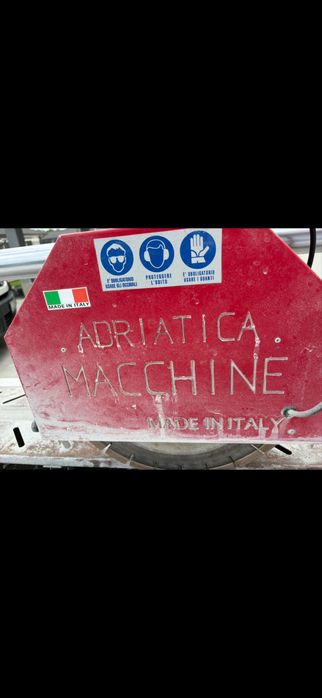 È OBBLIGATORIO
USARE GLI OCCHIALI
PROTEGGERE
L'UDITO
È OBBLIGATORIO
USARE I GUANTI
MADE IN ITALY
ADRIATICA
MACCHINE
MADE IN ITALY